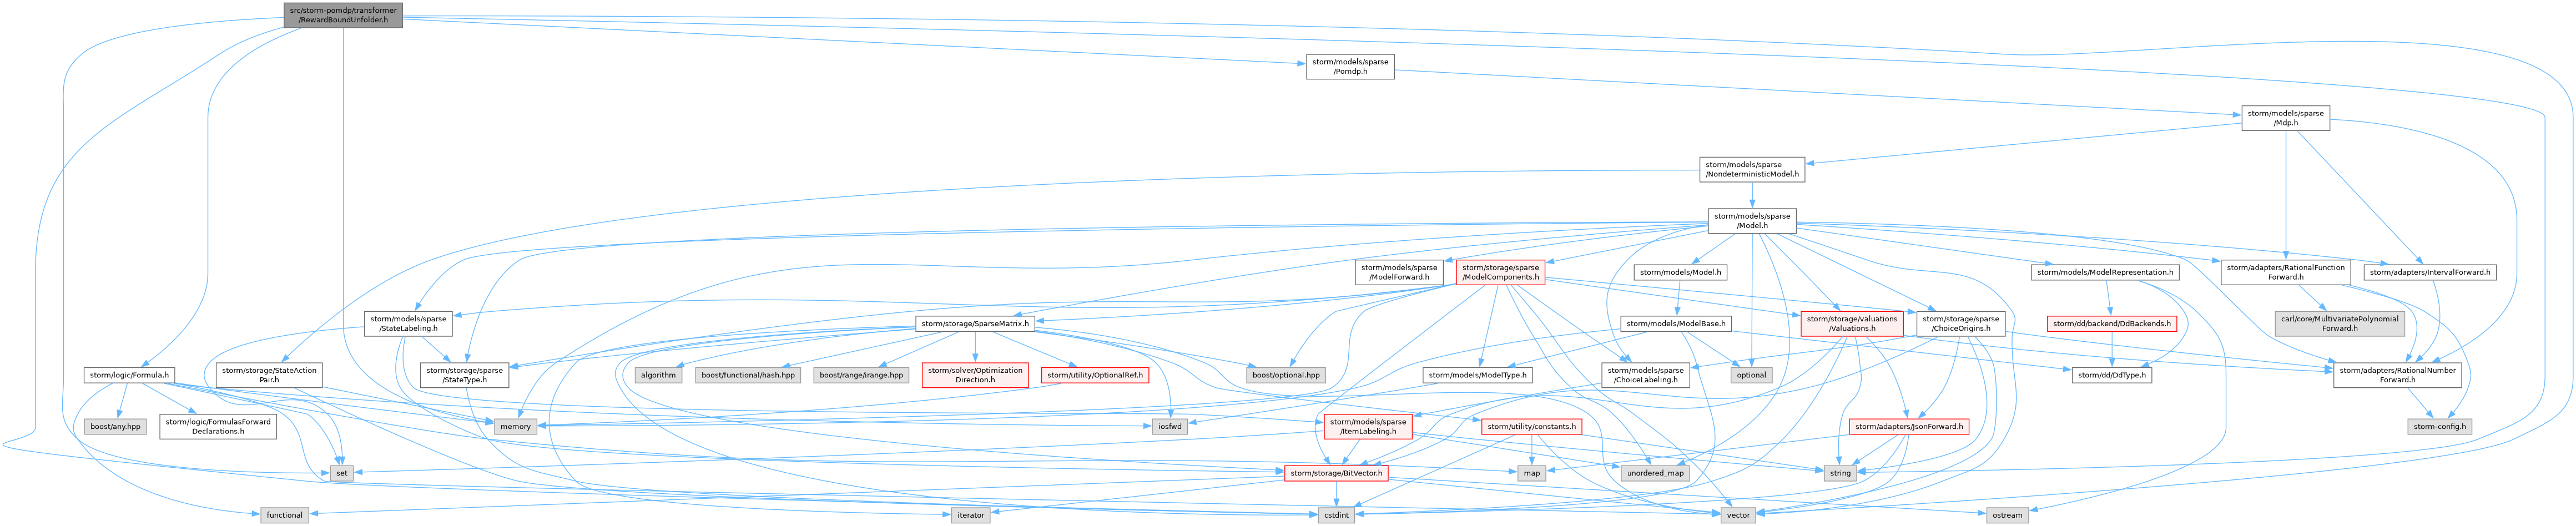 src/storm-pomdp/transformer
/RewardBoundUnfolder.h
storm/models/sparse
/Pomdp.h
storm/models/sparse
/Mdp.h
storm/models/sparse
/NondeterministicModel.h
storm/models/sparse
/Model.h
storm/models/sparse
/ModelForward.h
storm/storage/sparse
/ModelComponents.h
storm/models/Model.h
storm/models/ModelRepresentation.h
storm/adapters/RationalFunction
Forward.h
storm/adapters/IntervalForward.h
storm/models/sparse
/StateLabeling.h
storm/storage/SparseMatrix.h
storm/models/ModelBase.h
storm/storage/valuations
/Valuations.h
storm/storage/sparse
/ChoiceOrigins.h
storm/dd/backend/DdBackends.h
carl/core/MultivariatePolynomial
Forward.h
storm/logic/Formula.h
storm/storage/StateAction
Pair.h
storm/storage/sparse
/StateType.h
algorithm
boost/functional/hash.hpp
boost/range/irange.hpp
storm/solver/Optimization
Direction.h
storm/utility/OptionalRef.h
boost/optional.hpp
storm/models/ModelType.h
storm/models/sparse
/ChoiceLabeling.h
optional
storm/dd/DdType.h
storm/adapters/RationalNumber
Forward.h
boost/any.hpp
storm/logic/FormulasForward
Declarations.h
memory
iosfwd
storm/models/sparse
/ItemLabeling.h
storm/utility/constants.h
storm/adapters/JsonForward.h
storm-config.h
set
storm/storage/BitVector.h
map
unordered_map
string
functional
iterator
cstdint
vector
ostream